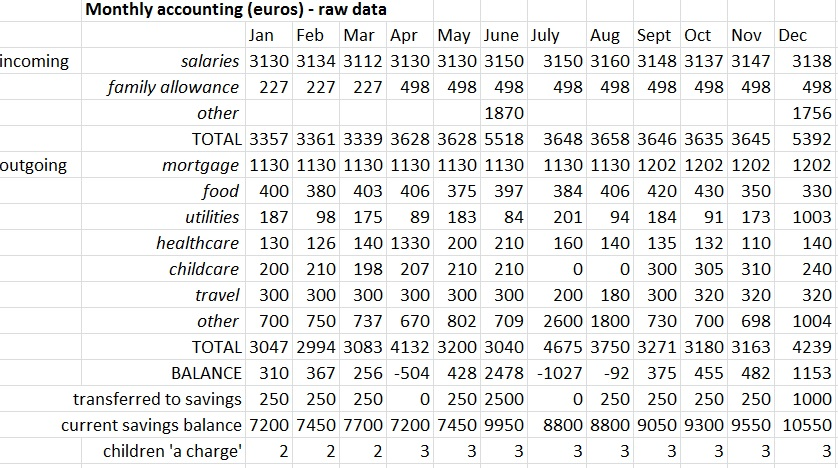 Monthly accounting (euros) - raw data
Jan Feb Mar Apr May June July Aug Sept Oct Nov Dec
incoming salaries 3130 3134 3112 3130 3130 3150 3150 3160 3148 3137 3147 3138
family allowance 227 227 227 498 498 498 498 498 498 498 498 498
other 1870 1756
TOTAL 3357 3361 3339 3628 3628 5518 3648 3658 3646 3635 3645 5392
outgoing mortgage 1130 1130 1130 1130 1130 1130 1130 1130 1202 1202 1202 1202
food 400 380 403 406 375 397 384 406 420 430 350 330
utilities 187 98 175 89 183 84 201 94 184 91 173 1003
healthcare 130 126 140 1330 200 210 160 140 135 132 110 140
childcare 200 210 198 207 210 210 0 0 300 305 310 240
travel 300 300 300 300 300 300 200 180 300 320 320 320
other 700 750 737 670 802 709 2600 1800 730 700 698 1004
TOTAL 3047 2994 3083 4132 3200 3040 4675 3750 3271 3180 3163 4239
BALANCE 310 367 256 -504 428 2478 -1027 -92 375 455 482 1153
transferred to savings 250 250 250 0 250 2500 0 250 250 250 250 1000
current savings balance 7200 7450 7700 7200 7450 9950 8800 8800 9050 9300 9550 10550
children 'a charge' 2 2 2 3 3 3 3 3 3 3 3 3